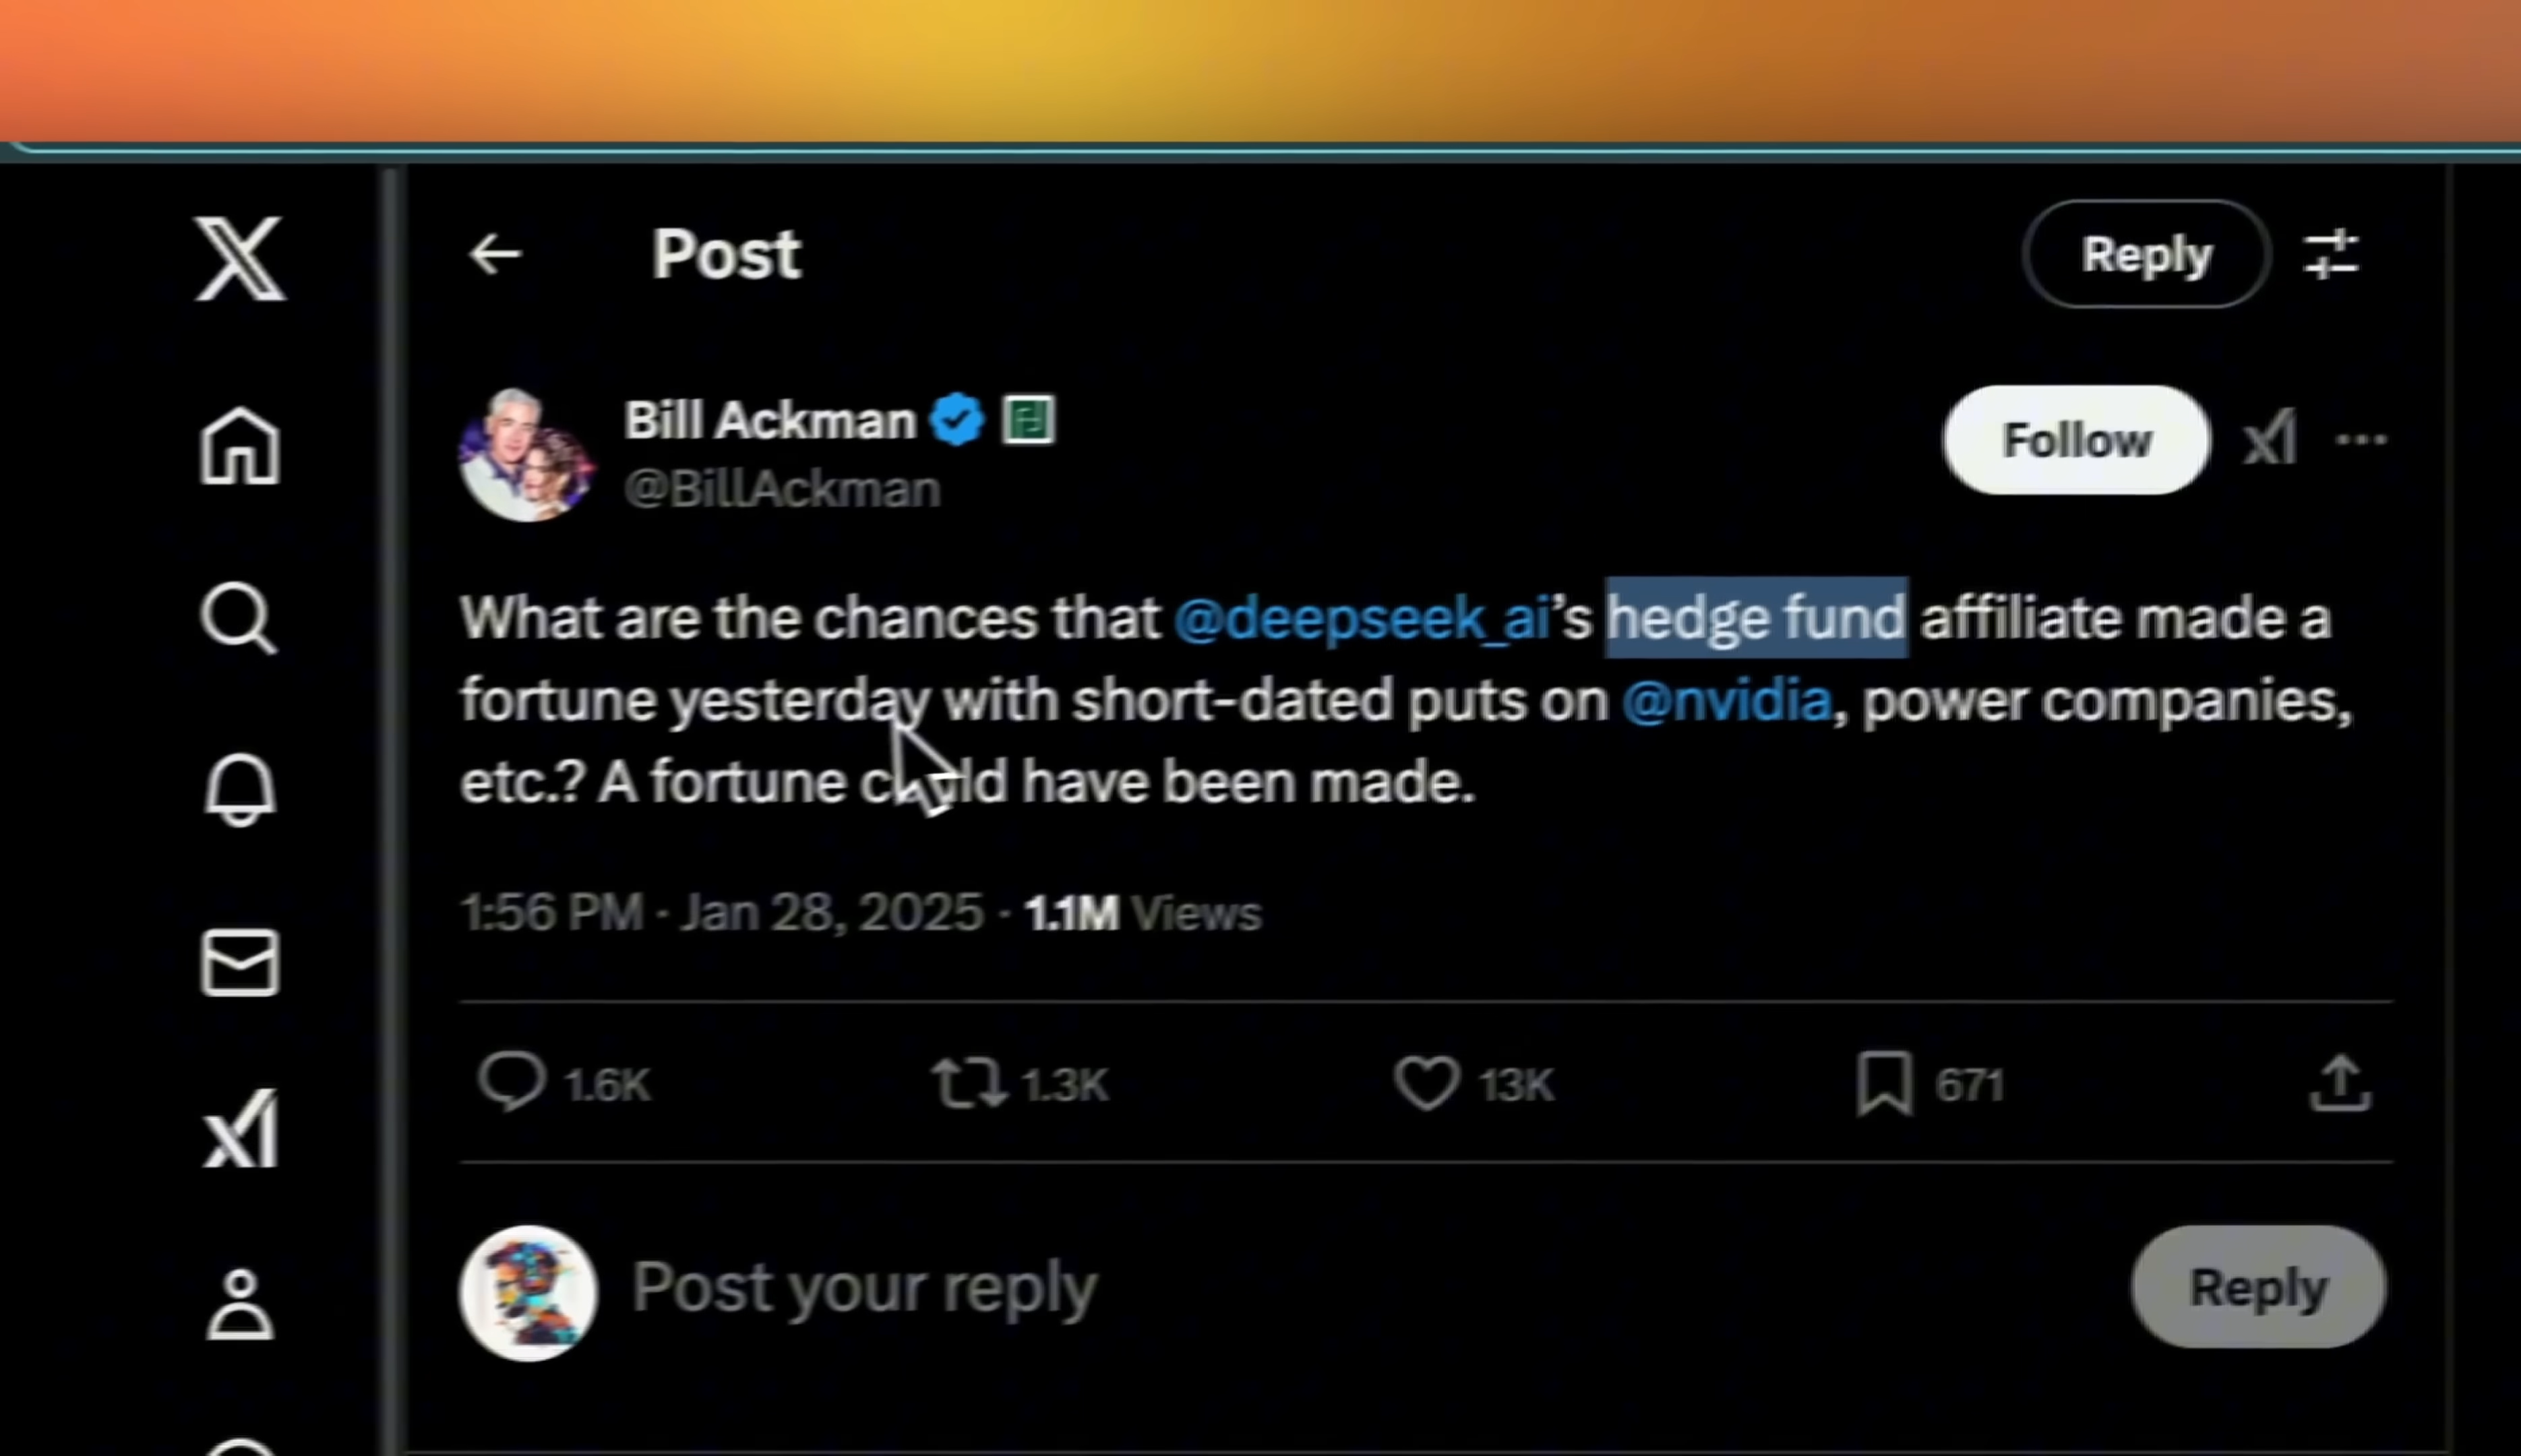 Post
Reply
Bill Ackman
@BillAckman
Follow
What are the chances that @deepseek_ai’s hedge fund affiliate made a
fortune yesterday with short-dated puts on @nvidia, power companies,
etc.? A fortune could have been made.
1:56 PM · Jan 28, 2025 · 1.1M Views
1.6K 1.3K 13K 671
Post your reply
Reply